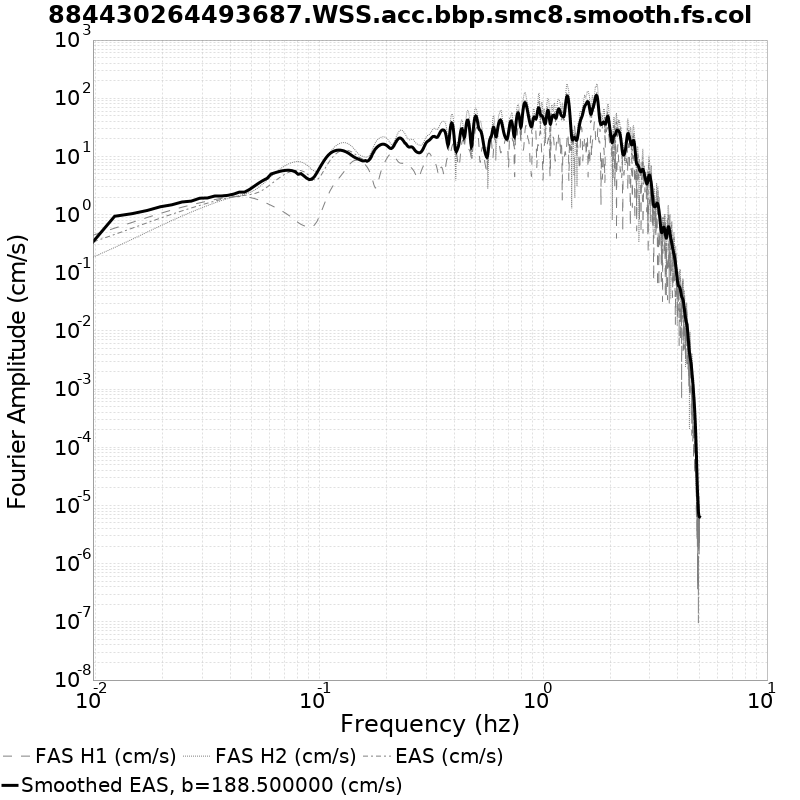 884430264493687.WSS.acc.bbp.smc8.smooth.fs.col
10^3
10^2
10^1
10^0
10^-1
10^-2
10^-3
10^-4
10^-5
10^-6
10^-7
10^-8
Fourier Amplitude (cm/s)
10^-2 10^-1 10^0 10^1
Frequency (hz)
FAS H1 (cm/s) FAS H2 (cm/s) EAS (cm/s)
Smoothed EAS, b=188.500000 (cm/s)